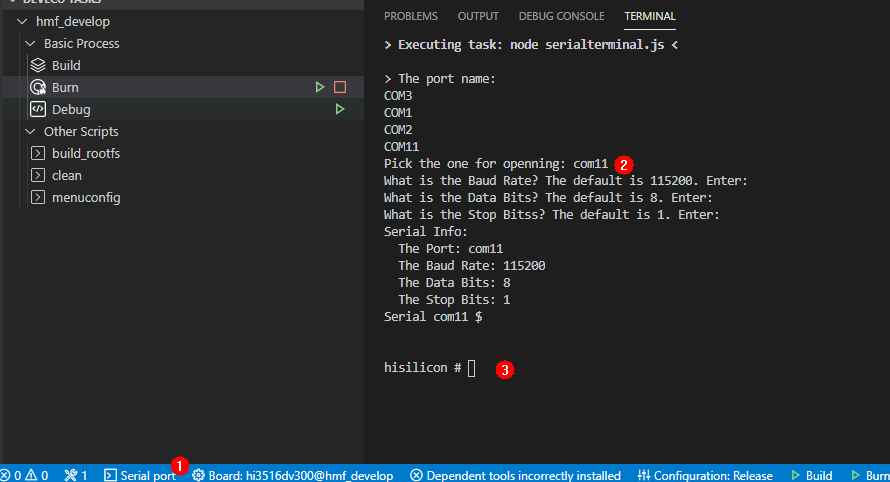 DEVECO TASKS
hmf_develop
Basic Process
Build
Burn
Debug
Other Scripts
build_rootfs
clean
menuconfig
PROBLEMS OUTPUT DEBUG CONSOLE TERMINAL
> Executing task: node serialterminal.js <
> The port name:
COM3
COM1
COM2
COM11
Pick the one for openning: com11 2
What is the Baud Rate? The default is 115200. Enter:
What is the Data Bits? The default is 8. Enter:
What is the Stop Bitss? The default is 1. Enter:
Serial Info:
The Port: com11
The Baud Rate: 115200
The Data Bits: 8
The Stop Bits: 1
Serial com11 $
hisilicon # 3
1
0 0 1 Serial port Board: hi3516dv300@hmf_develop Dependent tools incorrectly installed Configuration: Release Build Burn